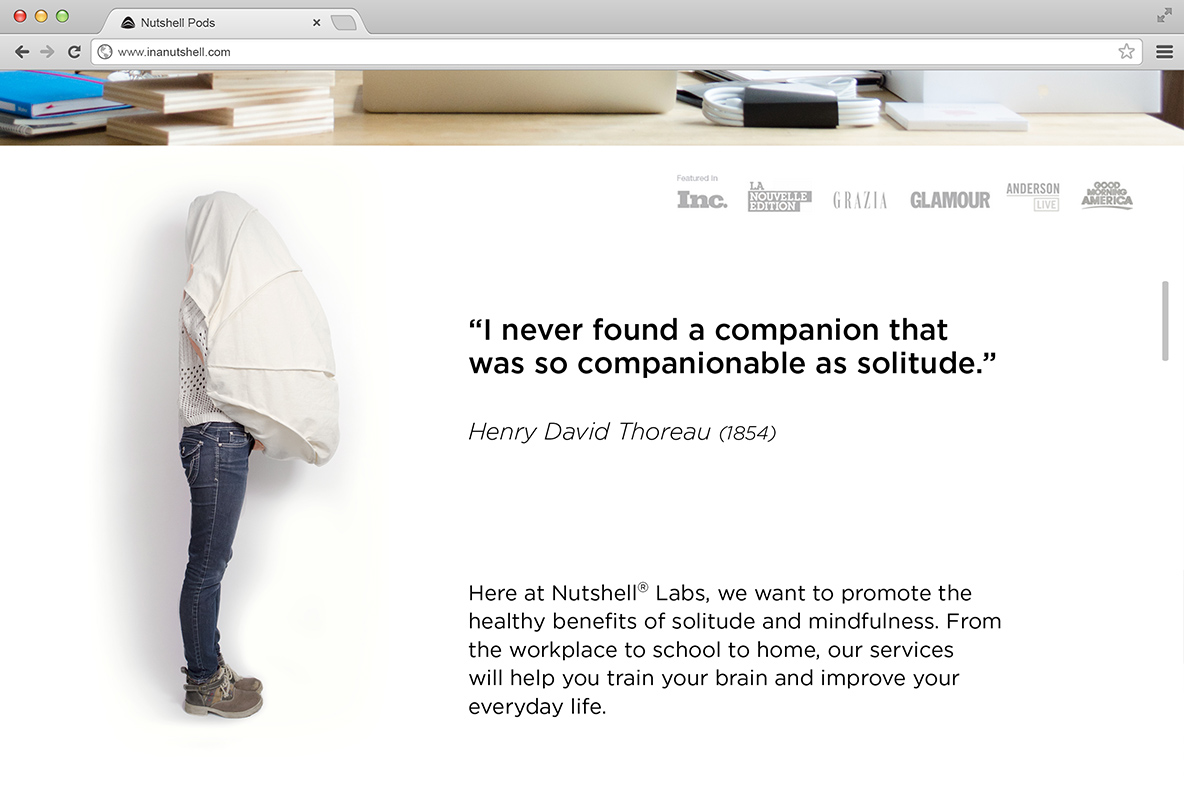 Nutshell Pods
www.inanutshell.com
Featured in
Inc.
LA
NOUVELLE
EDITION
GRAZIA
GLAMOUR
ANDERSON
LIVE
GOOD
MORNING
AMERICA
“I never found a companion that
was so companionable as solitude.”
Henry David Thoreau (1854)
Here at Nutshell® Labs, we want to promote the
healthy benefits of solitude and mindfulness. From
the workplace to school to home, our services
will help you train your brain and improve your
everyday life.